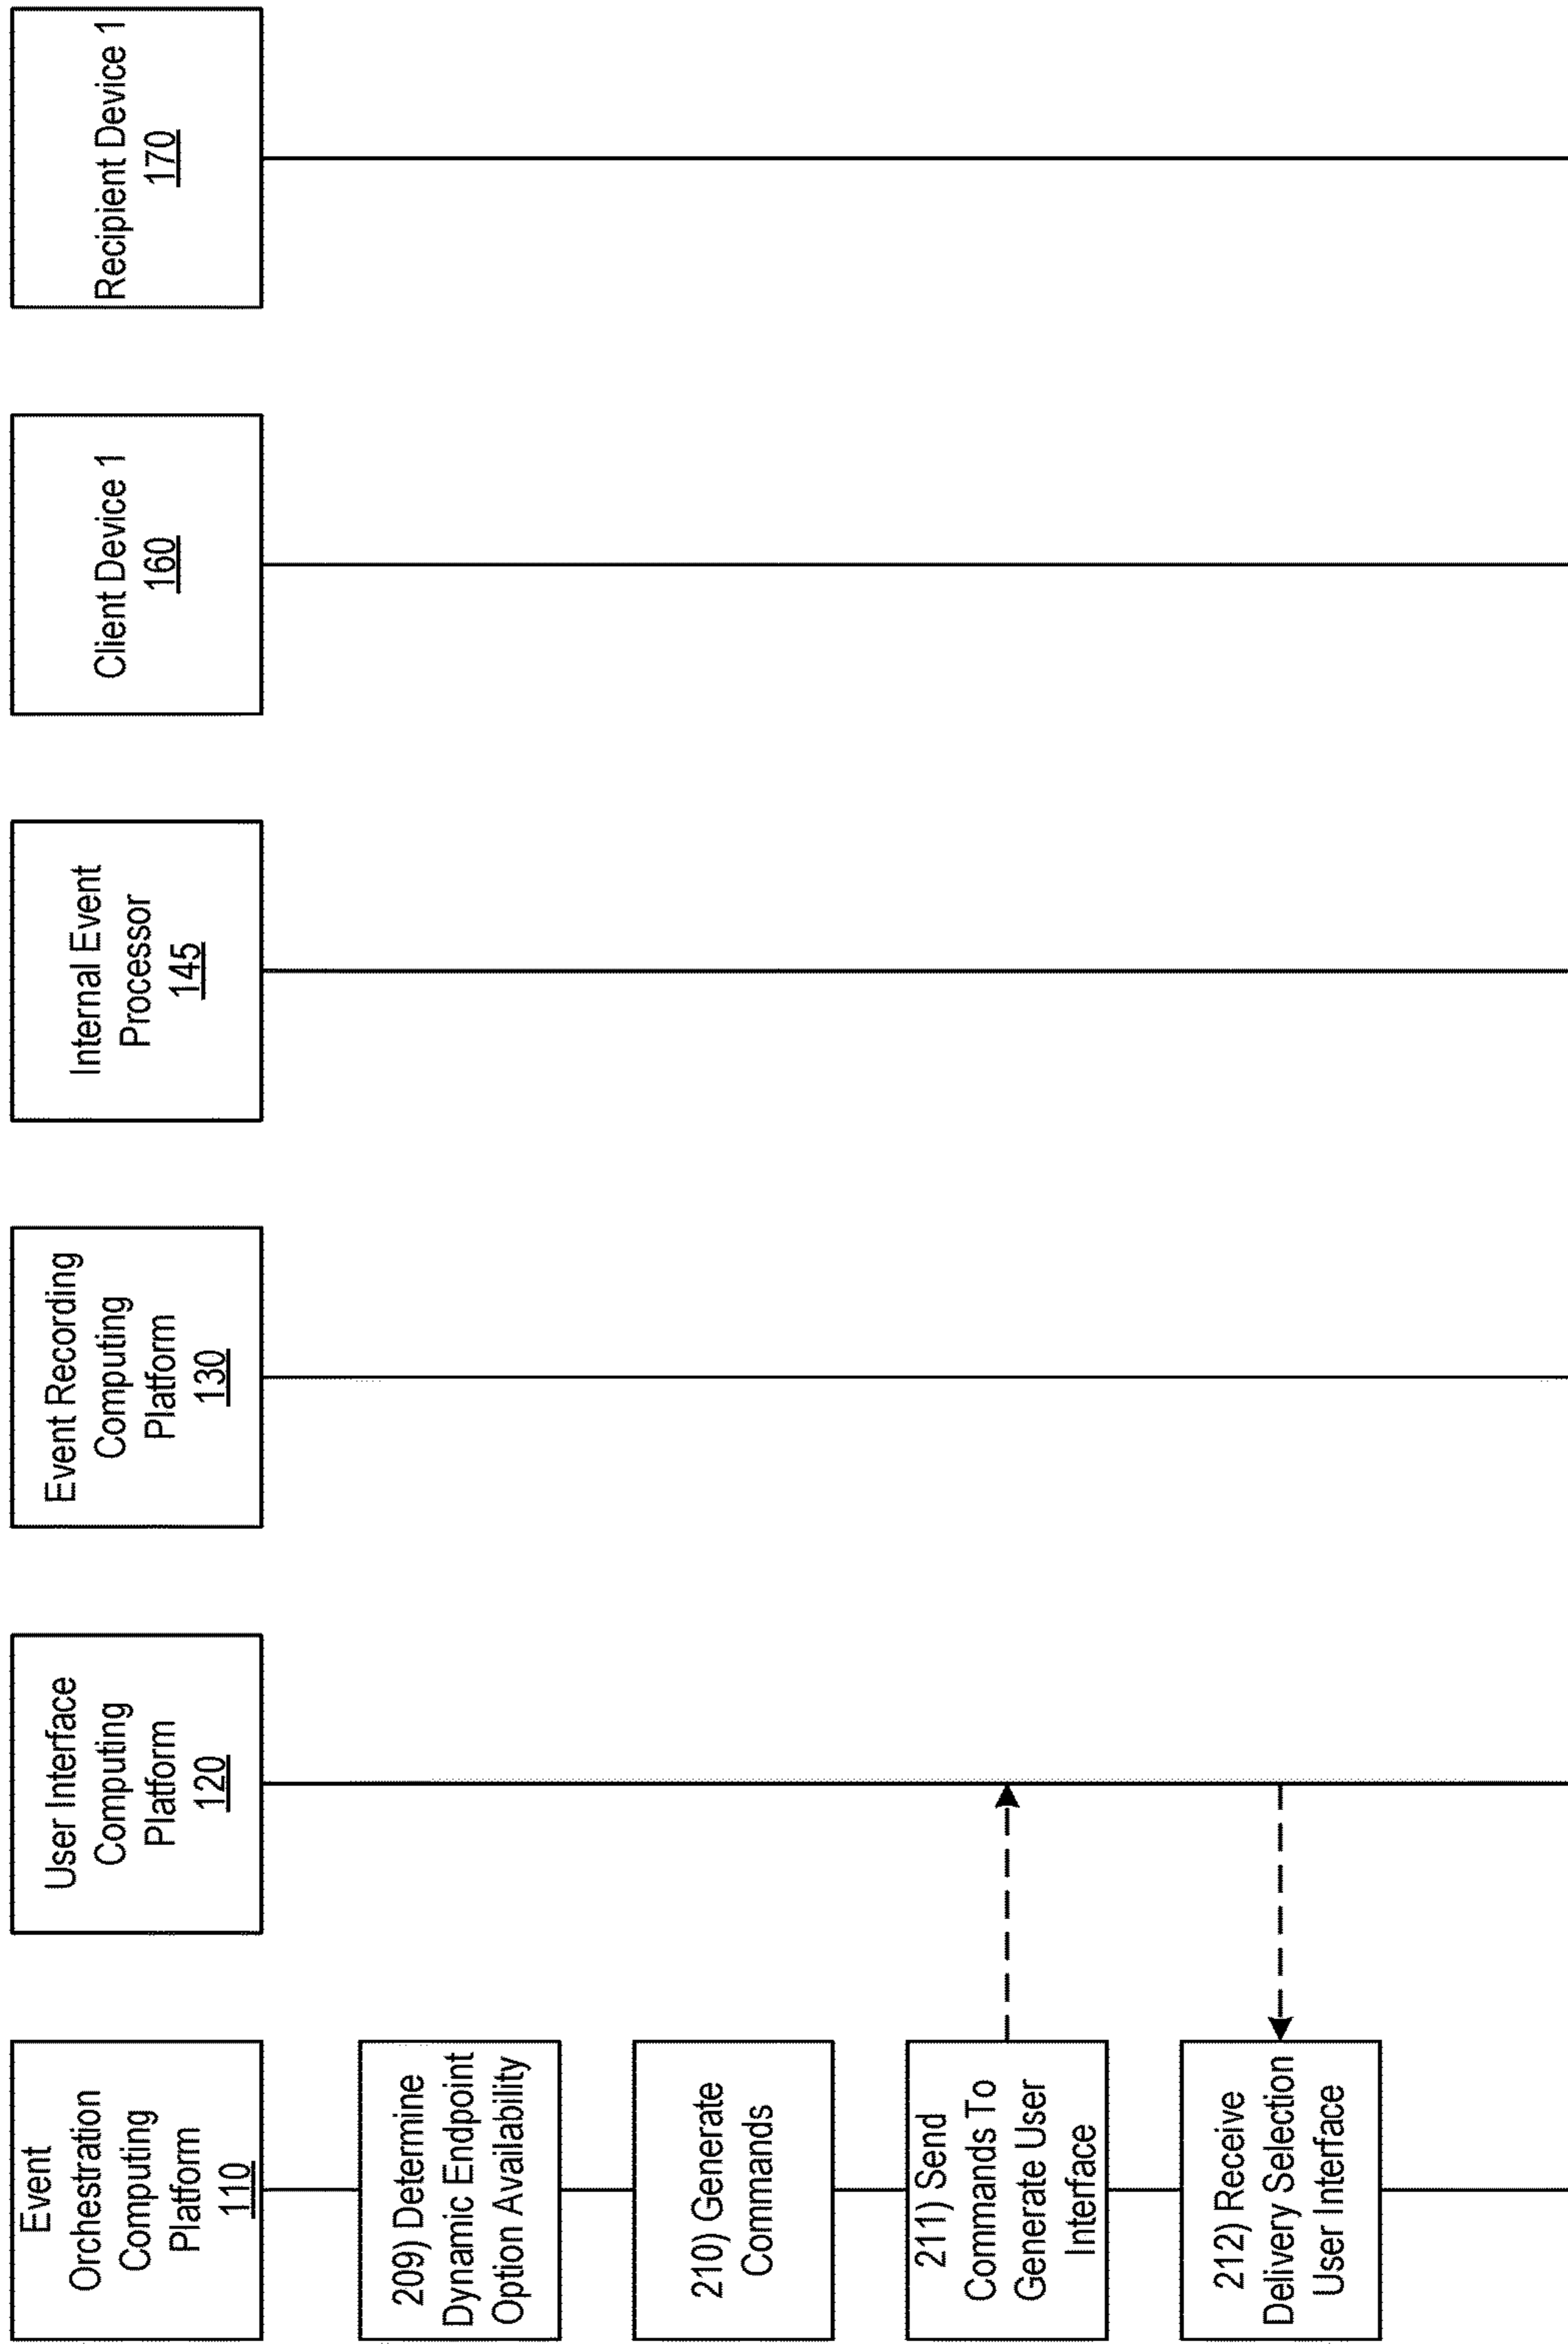 Event
Orchestration
Computing
Platform
110
User Interface
Computing
Platform
120
Event Recording
Computing
Platform
130
Internal Event
Processor
145
Client Device 1
160
Recipient Device 1
170
209) Determine
Dynamic Endpoint
Option Availability
210) Generate
Commands
211) Send
Commands To
Generate User
Interface
212) Receive
Delivery Selection
User Interface